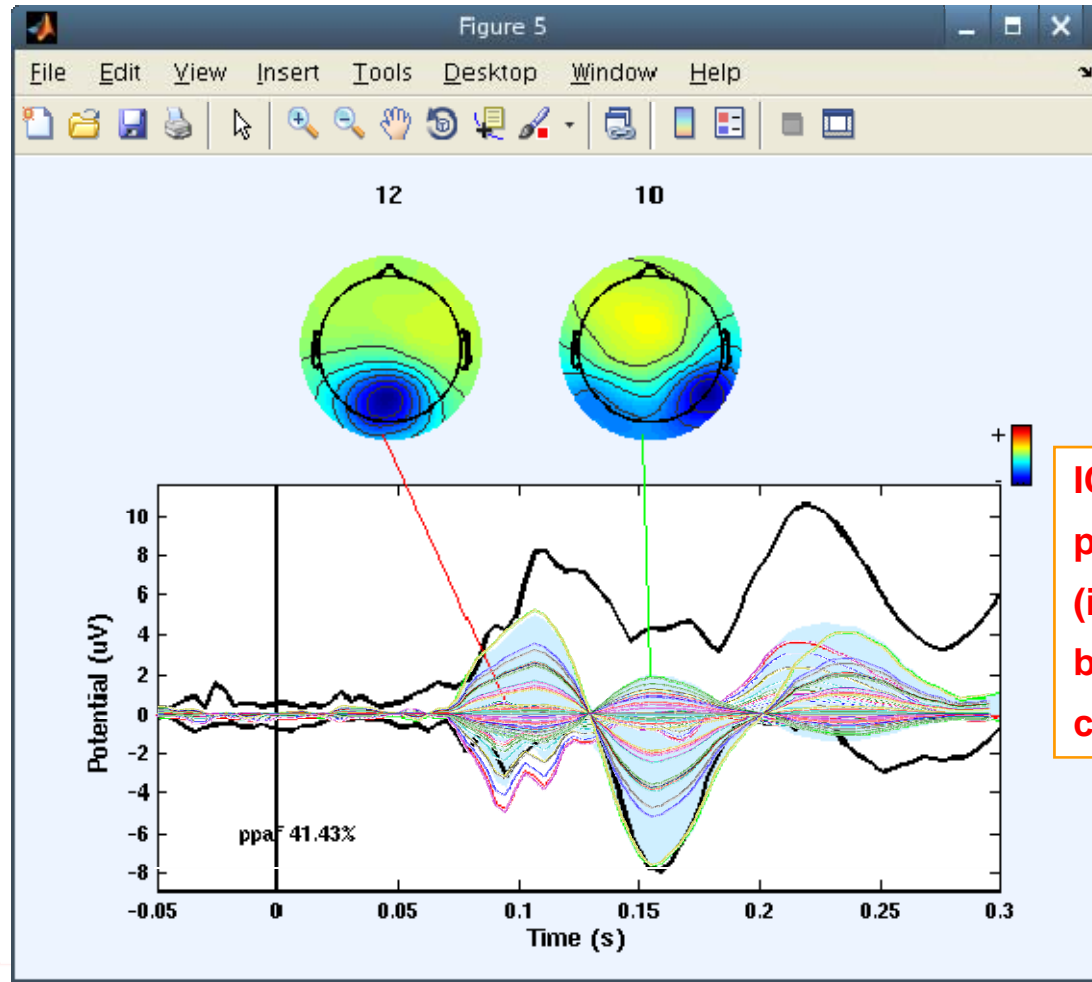 Figure 5
File Edit View Insert Tools Desktop Window Help
12 10
+
-
10
8
6
4
2
0
-2
-4
-6
-8
Potential (uV)
ppaf 41.43%
-0.05 0 0.05 0.1 0.15 0.2 0.25 0.3
Time (s)